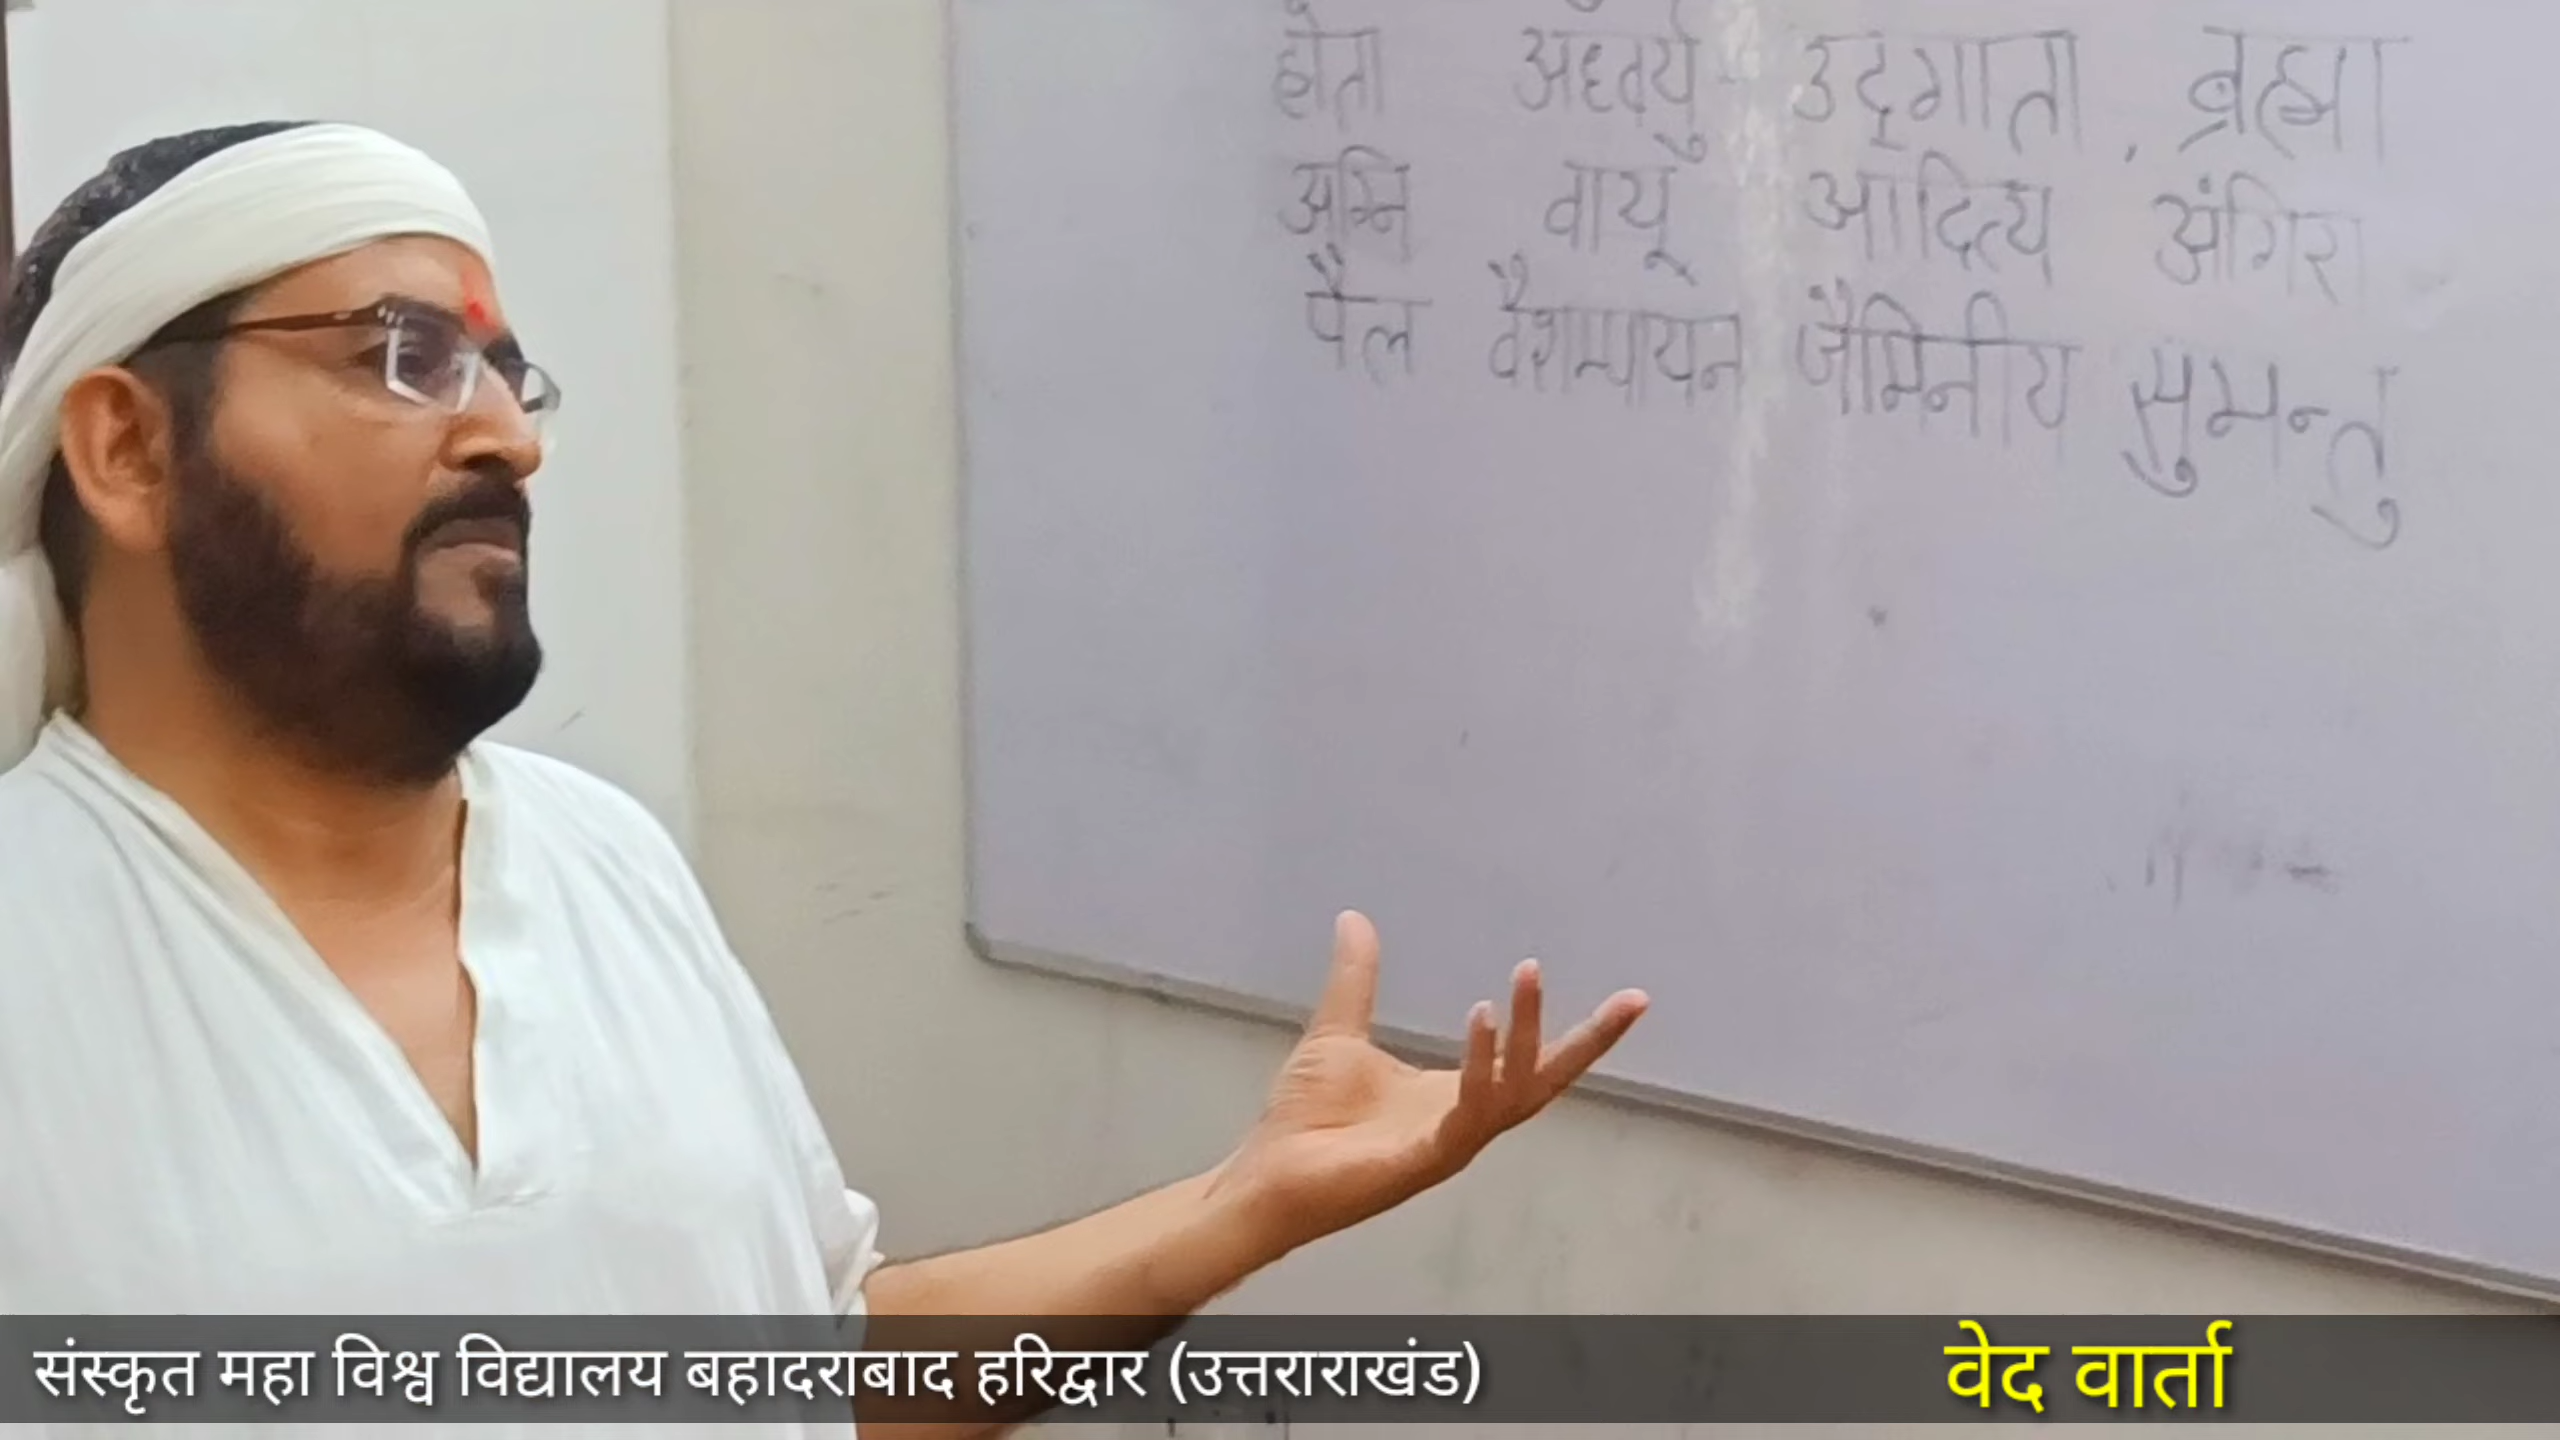 होता अध्वर्यु उद्गाता ब्रह्मा
अग्नि वायू आदित्य अंगिरा
पैल वैशम्पायन जैमिनीय सुमन्तु
संस्कृत महा विश्व विद्यालय बहादराबाद हरिद्वार (उत्तराराखंड)
वेद वार्ता